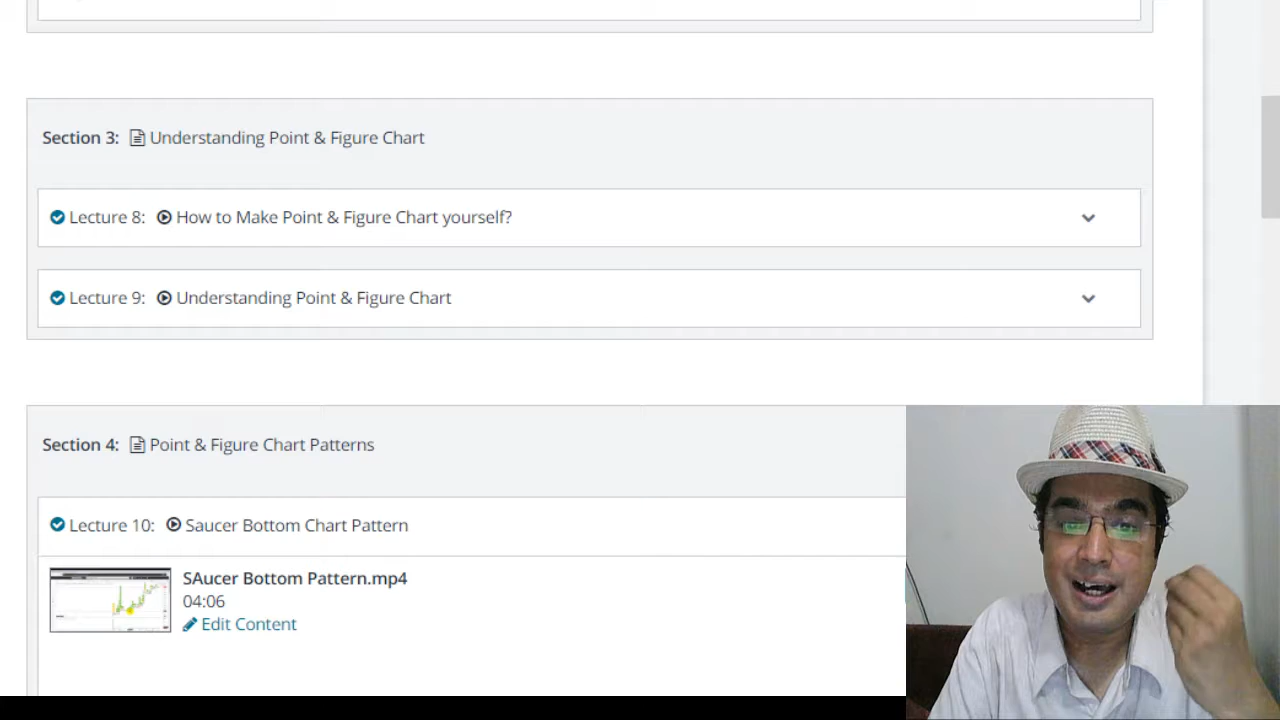 Section 3: Understanding Point & Figure Chart
Lecture 8: How to Make Point & Figure Chart yourself?
Lecture 9: Understanding Point & Figure Chart
Section 4: Point & Figure Chart Patterns
Lecture 10: Saucer Bottom Chart Pattern
SAucer Bottom Pattern.mp4
04:06
Edit Content